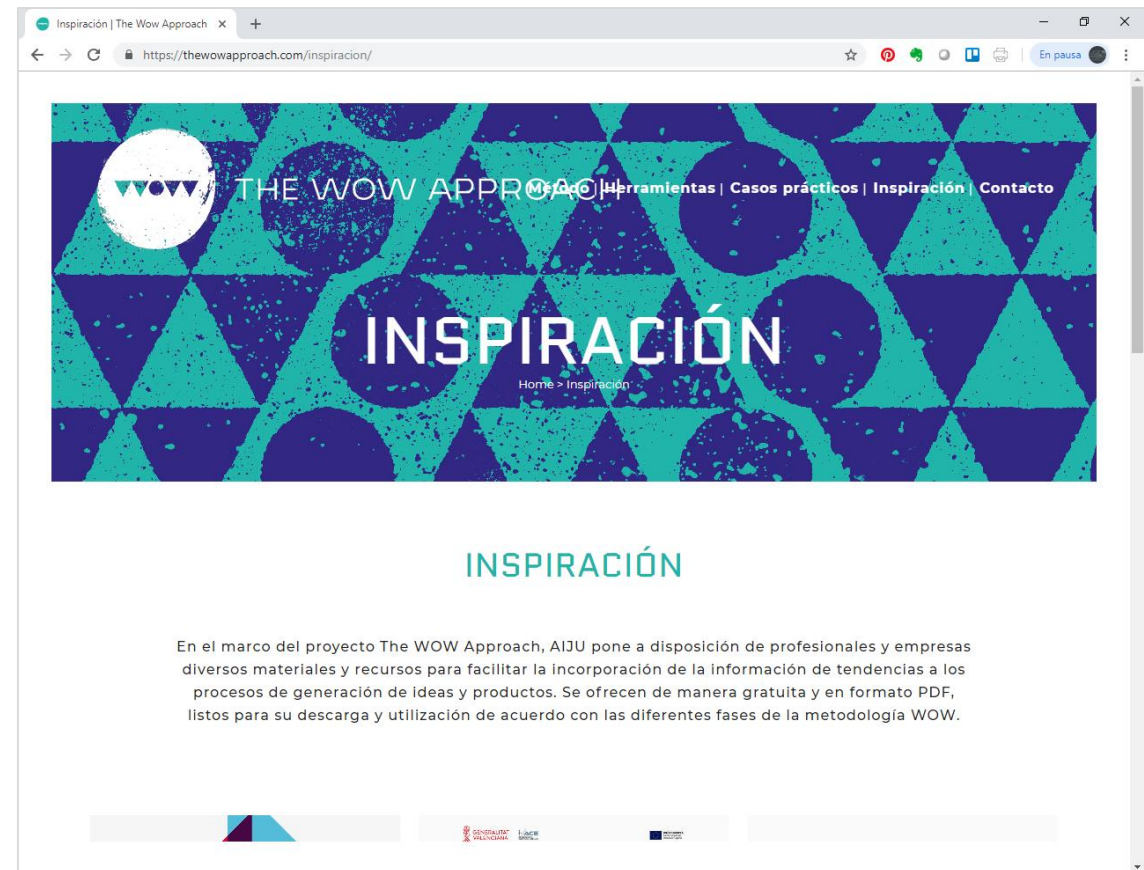 Inspiración | The Wow Approach
https://thewowapproach.com/inspiracion/
En pausa
WOW
THE WOW APPROACH
Método | Herramientas | Casos prácticos | Inspiración | Contacto
INSPIRACIÓN
Home > Inspiración
INSPIRACIÓN
En el marco del proyecto The WOW Approach, AIJU pone a disposición de profesionales y empresas
diversos materiales y recursos para facilitar la incorporación de la información de tendencias a los
procesos de generación de ideas y productos. Se ofrecen de manera gratuita y en formato PDF,
listos para su descarga y utilización de acuerdo con las diferentes fases de la metodología WOW.
GENERALITAT
VALENCIANA